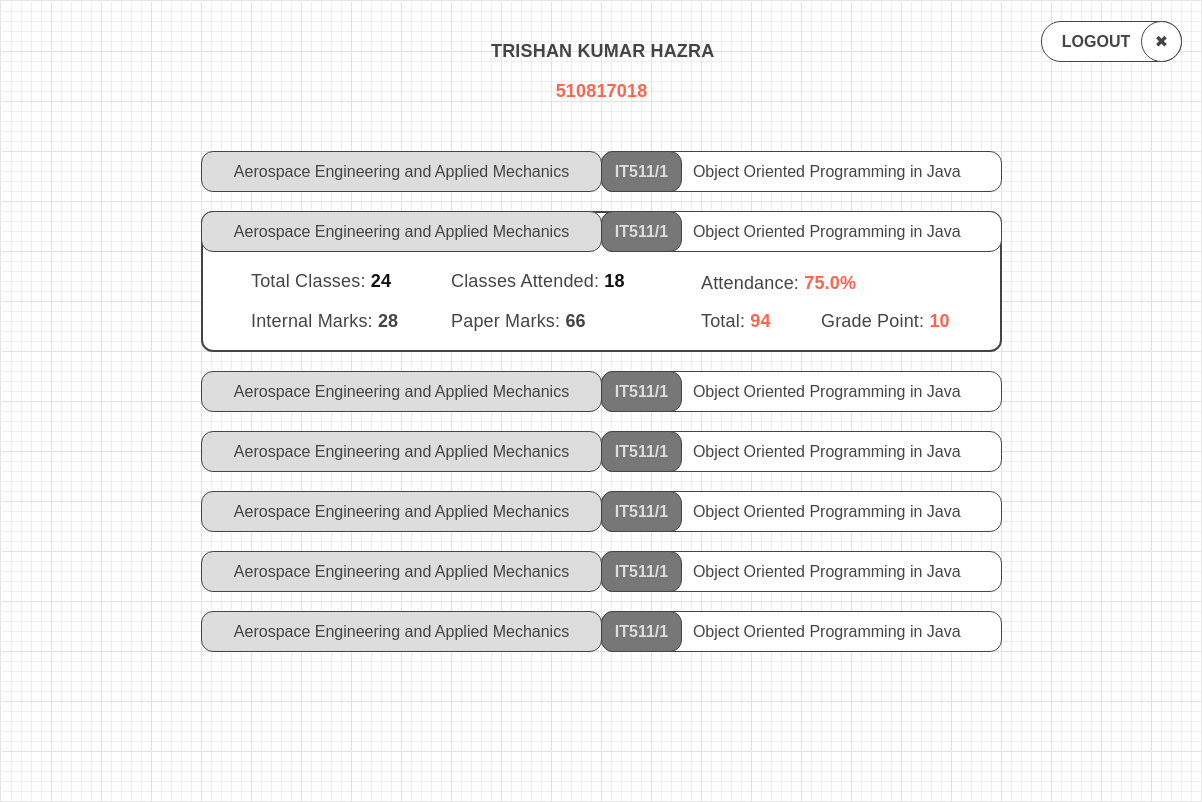 LOGOUT ✖
TRISHAN KUMAR HAZRA
510817018
Aerospace Engineering and Applied Mechanics IT511/1 Object Oriented Programming in Java
Aerospace Engineering and Applied Mechanics IT511/1 Object Oriented Programming in Java
Total Classes: 24 Classes Attended: 18 Attendance: 75.0%
Internal Marks: 28 Paper Marks: 66 Total: 94 Grade Point: 10
Aerospace Engineering and Applied Mechanics IT511/1 Object Oriented Programming in Java
Aerospace Engineering and Applied Mechanics IT511/1 Object Oriented Programming in Java
Aerospace Engineering and Applied Mechanics IT511/1 Object Oriented Programming in Java
Aerospace Engineering and Applied Mechanics IT511/1 Object Oriented Programming in Java
Aerospace Engineering and Applied Mechanics IT511/1 Object Oriented Programming in Java